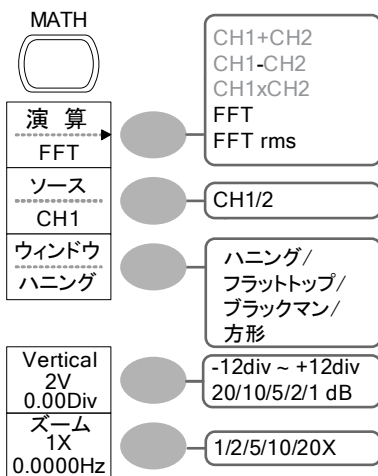 MATH
演 算
FFT
CH1+CH2
CH1-CH2
CH1xCH2
FFT
FFT rms
ソース
CH1
CH1/2
ウィンドウ
ハニング
ハニング/
フラットトップ/
ブラックマン/
方形
Vertical
2V
0.00Div
-12div ~ +12div
20/10/5/2/1 dB
ズーム
1X
0.0000Hz
1/2/5/10/20X